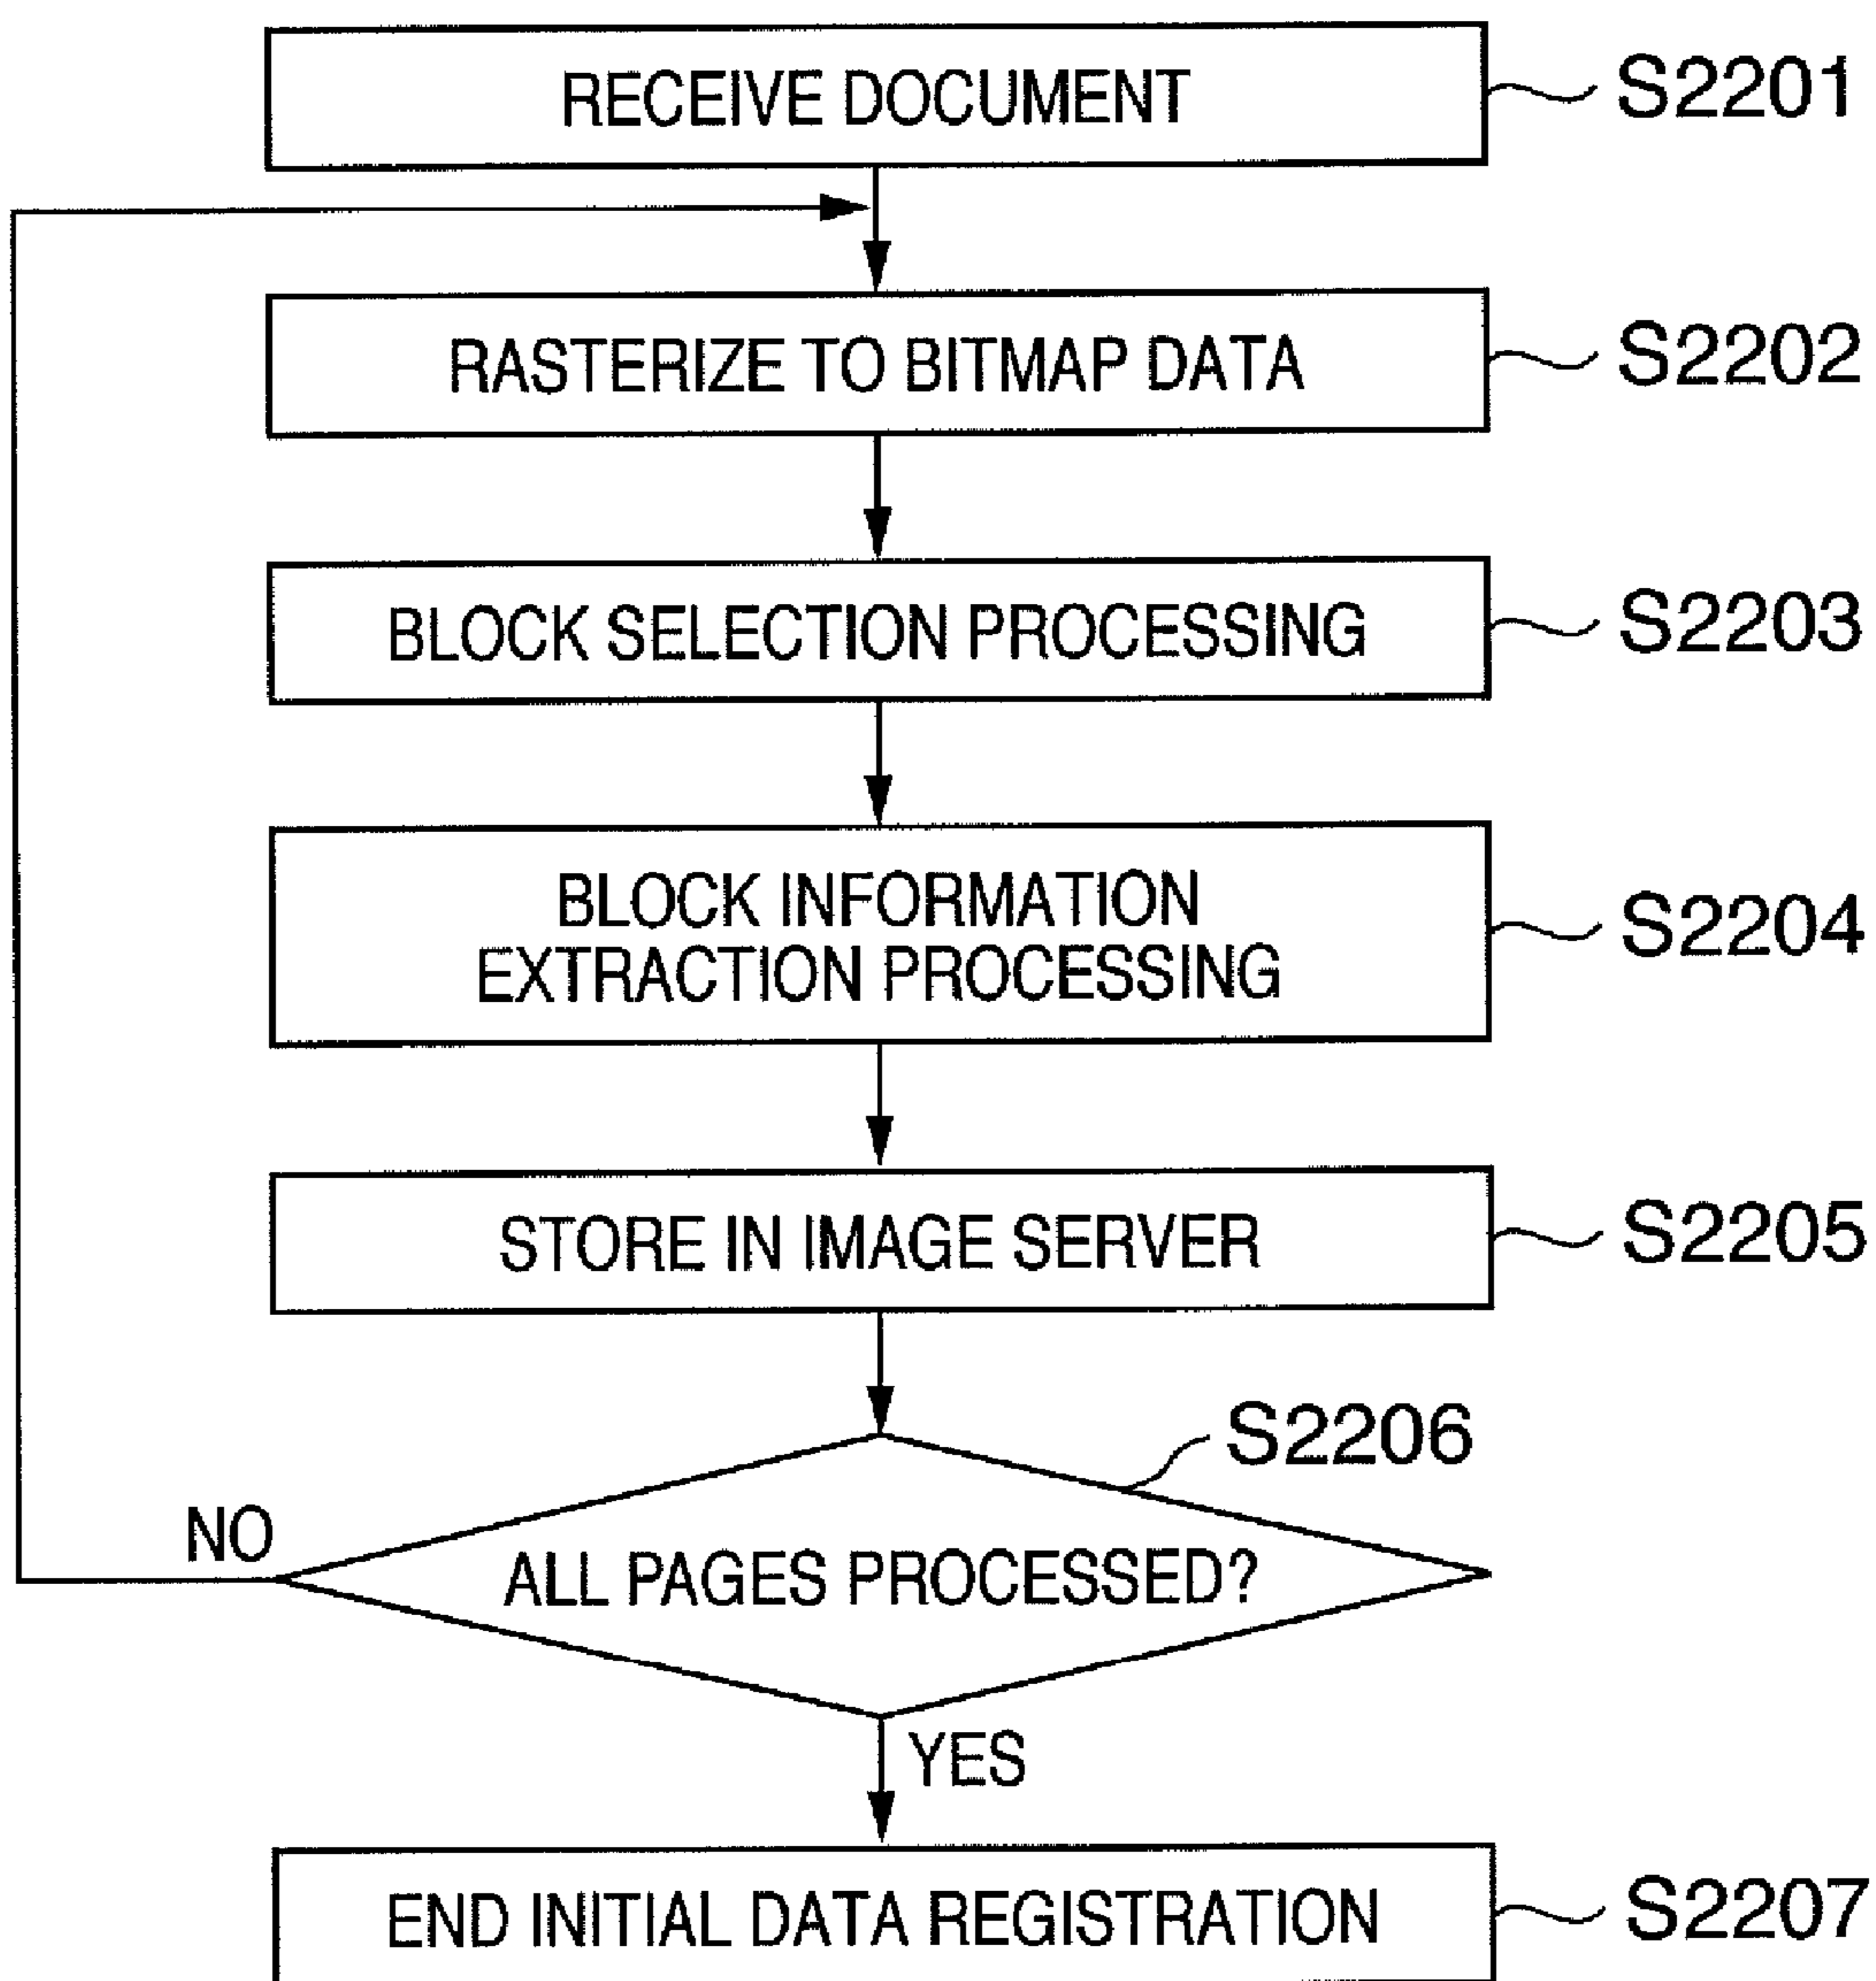 RECEIVE DOCUMENT
S2201
RASTERIZE TO BITMAP DATA
S2202
BLOCK SELECTION PROCESSING
S2203
BLOCK INFORMATION
EXTRACTION PROCESSING
S2204
STORE IN IMAGE SERVER
S2205
S2206
NO
ALL PAGES PROCESSED?
YES
END INITIAL DATA REGISTRATION
S2207